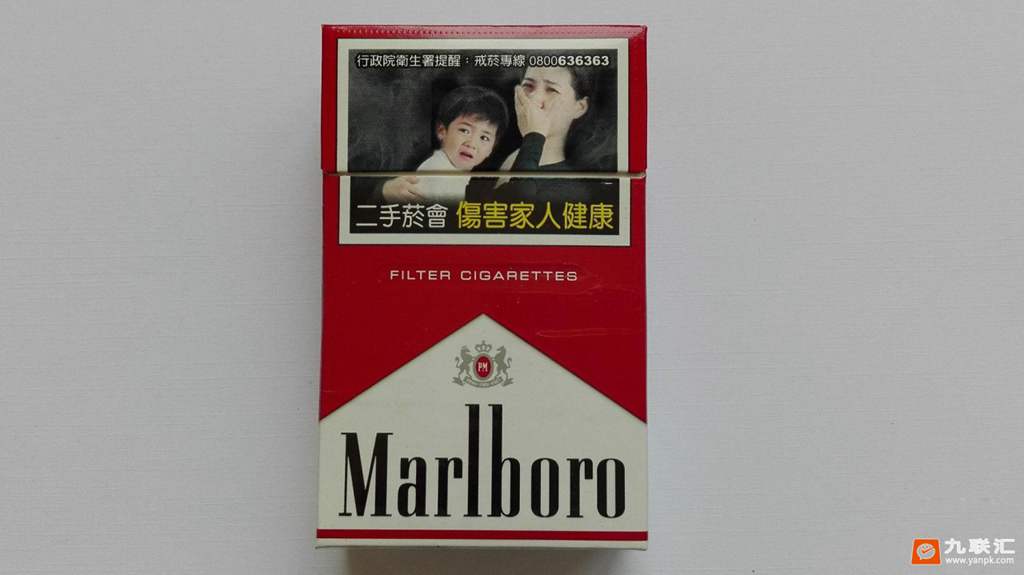 行政院衛生署提醒：戒菸專線 0800636363
二手菸會 傷害家人健康
FILTER CIGARETTES
PM
Marlboro
九联汇
www.yanpk.com